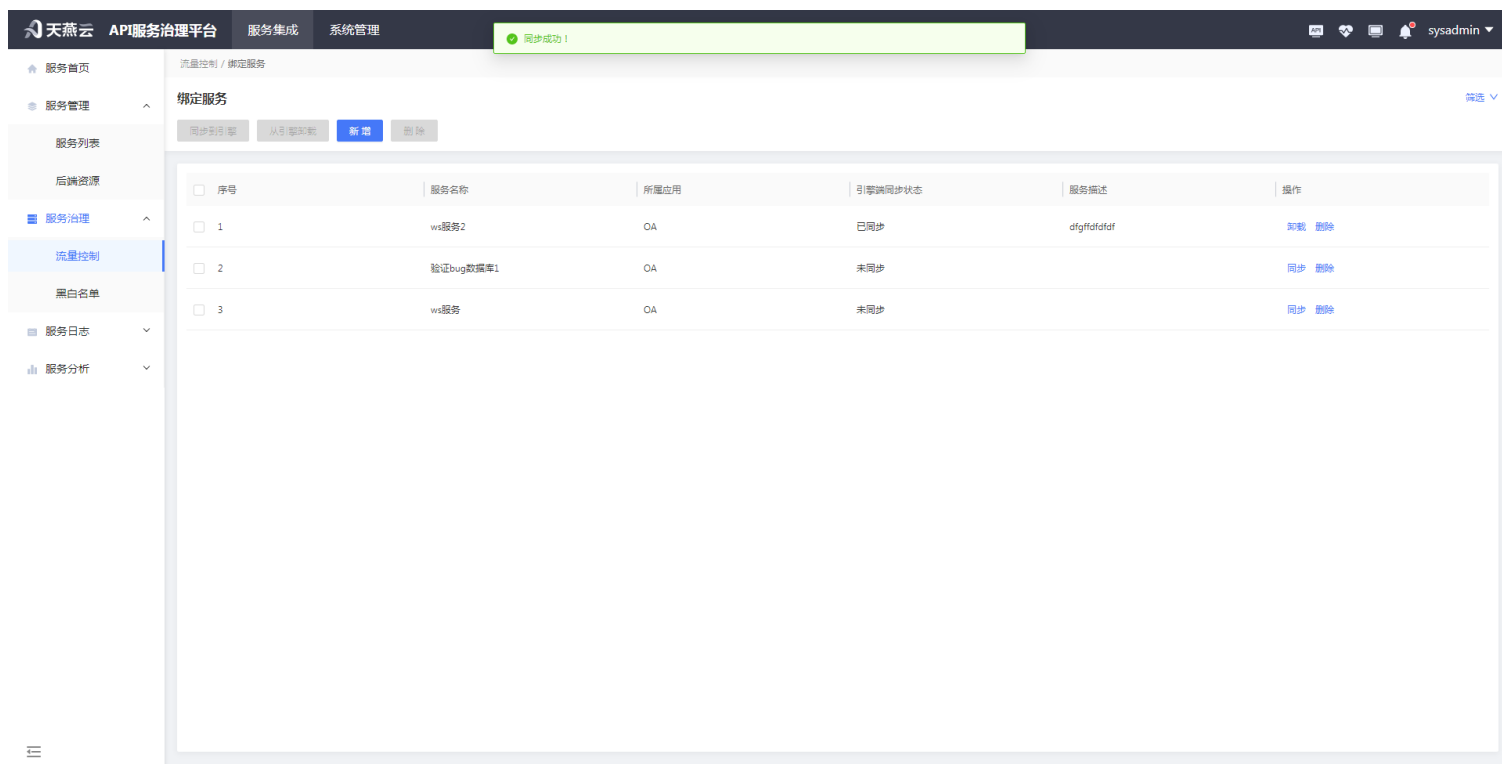 天燕云 API服务治理平台 服务集成 系统管理 同步成功！ API sysadmin
服务首页
服务管理
服务列表
后端资源
服务治理
流量控制
黑白名单
服务日志
服务分析
流量控制 / 绑定服务
绑定服务 筛选
同步到引擎 从引擎卸载 新增 删除
序号 服务名称 所属应用 引擎端同步状态 服务描述 操作
1 ws服务2 OA 已同步 dfgffdfdfdf 卸载 删除
2 验证bug数据库1 OA 未同步 同步 删除
3 ws服务 OA 未同步 同步 删除